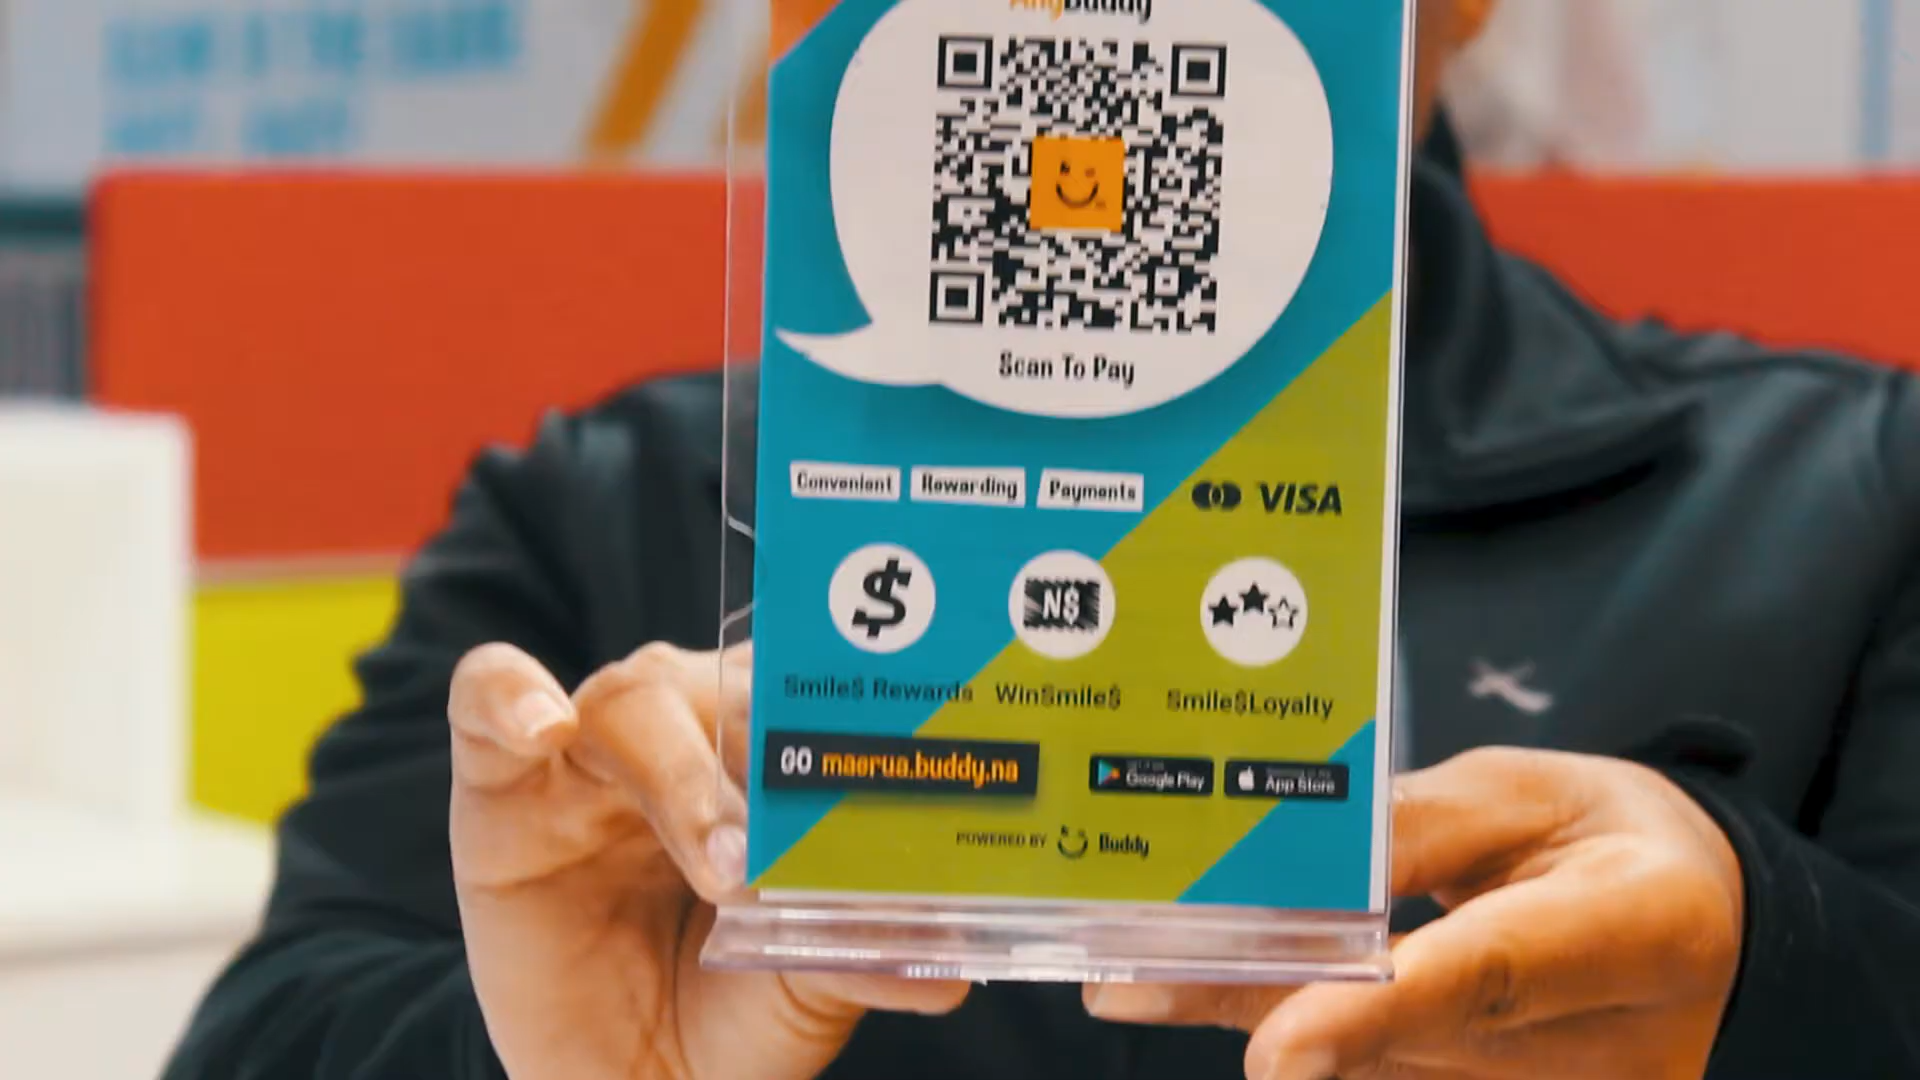 AnyBuddy
Scan To Pay
Convenient Rewarding Payments
VISA
$ N$
Smile$ Rewards WinSmile$ Smile$Loyalty
GO maerua.buddy.na
Google Play App Store
POWERED BY Buddy